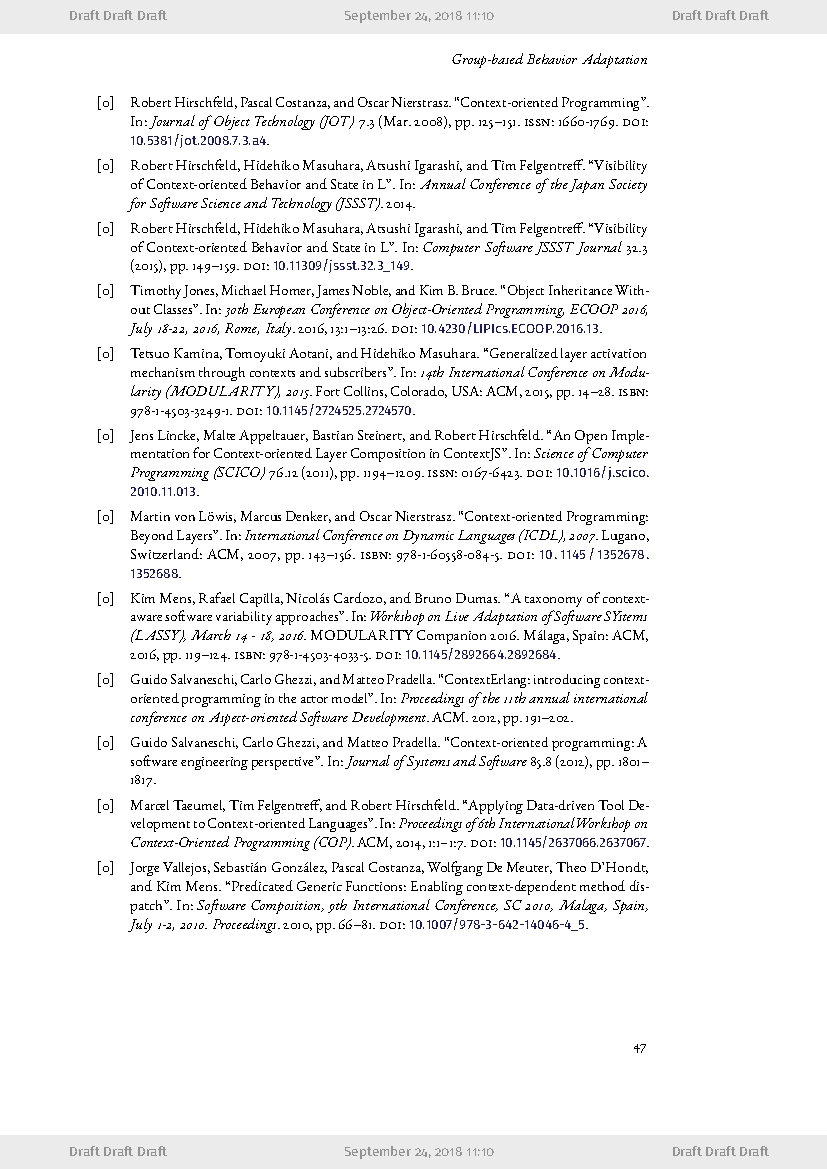 Draft Draft Draft September 24, 2018 11:10 Draft Draft Draft
Group-based Behavior Adaptation
[0] Robert Hirschfeld, Pascal Costanza, and Oscar Nierstrasz. “Context-oriented Programming”.
In: Journal of Object Technology (JOT) 7.3 (Mar. 2008), pp. 125–151. ISSN: 1660-1769. DOI:
10.5381/jot.2008.7.3.a4.
[0] Robert Hirschfeld, Hidehiko Masuhara, Atsushi Igarashi, and Tim Felgentreff. “Visibility
of Context-oriented Behavior and State in L”. In: Annual Conference of the Japan Society
for Software Science and Technology (JSSST). 2014.
[0] Robert Hirschfeld, Hidehiko Masuhara, Atsushi Igarashi, and Tim Felgentreff. “Visibility
of Context-oriented Behavior and State in L”. In: Computer Software JSSST Journal 32.3
(2015), pp. 149–159. DOI: 10.11309/jssst.32.3_149.
[0] Timothy Jones, Michael Homer, James Noble, and Kim B. Bruce. “Object Inheritance With-
out Classes”. In: 30th European Conference on Object-Oriented Programming, ECOOP 2016,
July 18-22, 2016, Rome, Italy. 2016, 13:1–13:26. DOI: 10.4230/LIPIcs.ECOOP.2016.13.
[0] Tetsuo Kamina, Tomoyuki Aotani, and Hidehiko Masuhara. “Generalized layer activation
mechanism through contexts and subscribers”. In: 14th International Conference on Modu-
larity (MODULARITY), 2015. Fort Collins, Colorado, USA: ACM, 2015, pp. 14–28. ISBN:
978-1-4503-3249-1. DOI: 10.1145/2724525.2724570.
[0] Jens Lincke, Malte Appeltauer, Bastian Steinert, and Robert Hirschfeld. “An Open Imple-
mentation for Context-oriented Layer Composition in ContextJS”. In: Science of Computer
Programming (SCICO) 76.12 (2011), pp. 1194–1209. ISSN: 0167-6423. DOI: 10.1016/j.scico.
2010.11.013.
[0] Martin von Löwis, Marcus Denker, and Oscar Nierstrasz. “Context-oriented Programming:
Beyond Layers”. In: International Conference on Dynamic Languages (ICDL), 2007. Lugano,
Switzerland: ACM, 2007, pp. 143–156. ISBN: 978-1-60558-084-5. DOI: 10.1145/1352678.
1352688.
[0] Kim Mens, Rafael Capilla, Nicolás Cardozo, and Bruno Dumas. “A taxonomy of context-
aware software variability approaches”. In: Workshop on Live Adaptation of Software SYstems
(LASSY), March 14 - 18, 2016. MODULARITY Companion 2016. Málaga, Spain: ACM,
2016, pp. 119–124. ISBN: 978-1-4503-4033-5. DOI: 10.1145/2892664.2892684.
[0] Guido Salvaneschi, Carlo Ghezzi, and Matteo Pradella. “ContextErlang: introducing context-
oriented programming in the actor model”. In: Proceedings of the 11th annual international
conference on Aspect-oriented Software Development. ACM. 2012, pp. 191–202.
[0] Guido Salvaneschi, Carlo Ghezzi, and Matteo Pradella. “Context-oriented programming: A
software engineering perspective”. In: Journal of Systems and Software 85.8 (2012), pp. 1801–
1817.
[0] Marcel Taeumel, Tim Felgentreff, and Robert Hirschfeld. “Applying Data-driven Tool De-
velopment to Context-oriented Languages”. In: Proceedings of 6th International Workshop on
Context-Oriented Programming (COP). ACM, 2014, 1:1–1:7. DOI: 10.1145/2637066.2637067.
[0] Jorge Vallejos, Sebastián González, Pascal Costanza, Wolfgang De Meuter, Theo D’Hondt,
and Kim Mens. “Predicated Generic Functions: Enabling context-dependent method dis-
patch”. In: Software Composition, 9th International Conference, SC 2010, Malaga, Spain,
July 1-2, 2010. Proceedings. 2010, pp. 66–81. DOI: 10.1007/978-3-642-14046-4_5.
47
Draft Draft Draft September 24, 2018 11:10 Draft Draft Draft